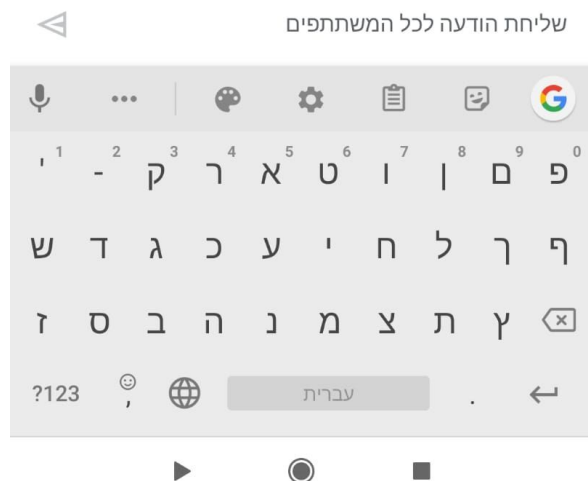 שליחת הודעה לכל המשתתפים
G
' 1 - 2 ק 3 ר 4 א 5 ט 6 ו 7 ן 8 ם 9 פ 0
ש ד ג כ ע י ח ל ך ף
ז ס ב ה נ מ צ ת ץ
?123 , עברית .